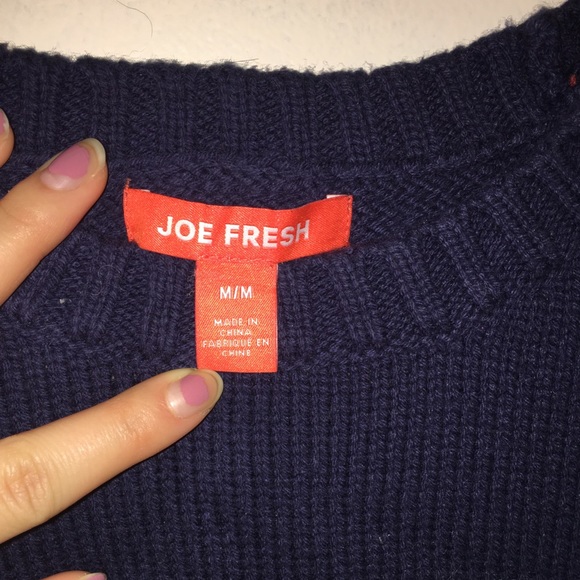 JOE FRESH
M/M
MADE IN
CHINA
FABRIQUÉ EN
CHINE